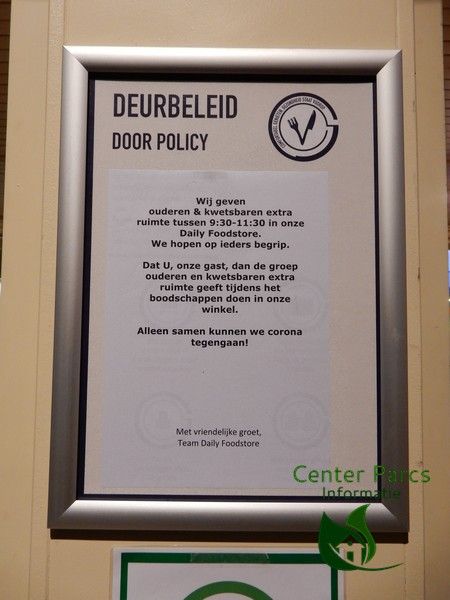 DEURBELEID
DOOR POLICY
Wij geven
ouderen & kwetsbaren extra
ruimte tussen 9:30-11:30 in onze
Daily Foodstore.
We hopen op ieders begrip.
Dat U, onze gast, dan de groep
ouderen en kwetsbaren extra
ruimte geeft tijdens het
boodschappen doen in onze
winkel.
Alleen samen kunnen we corona
tegengaan!
Met vriendelijke groet,
Team Daily Foodstore
Center Parcs
Informatie